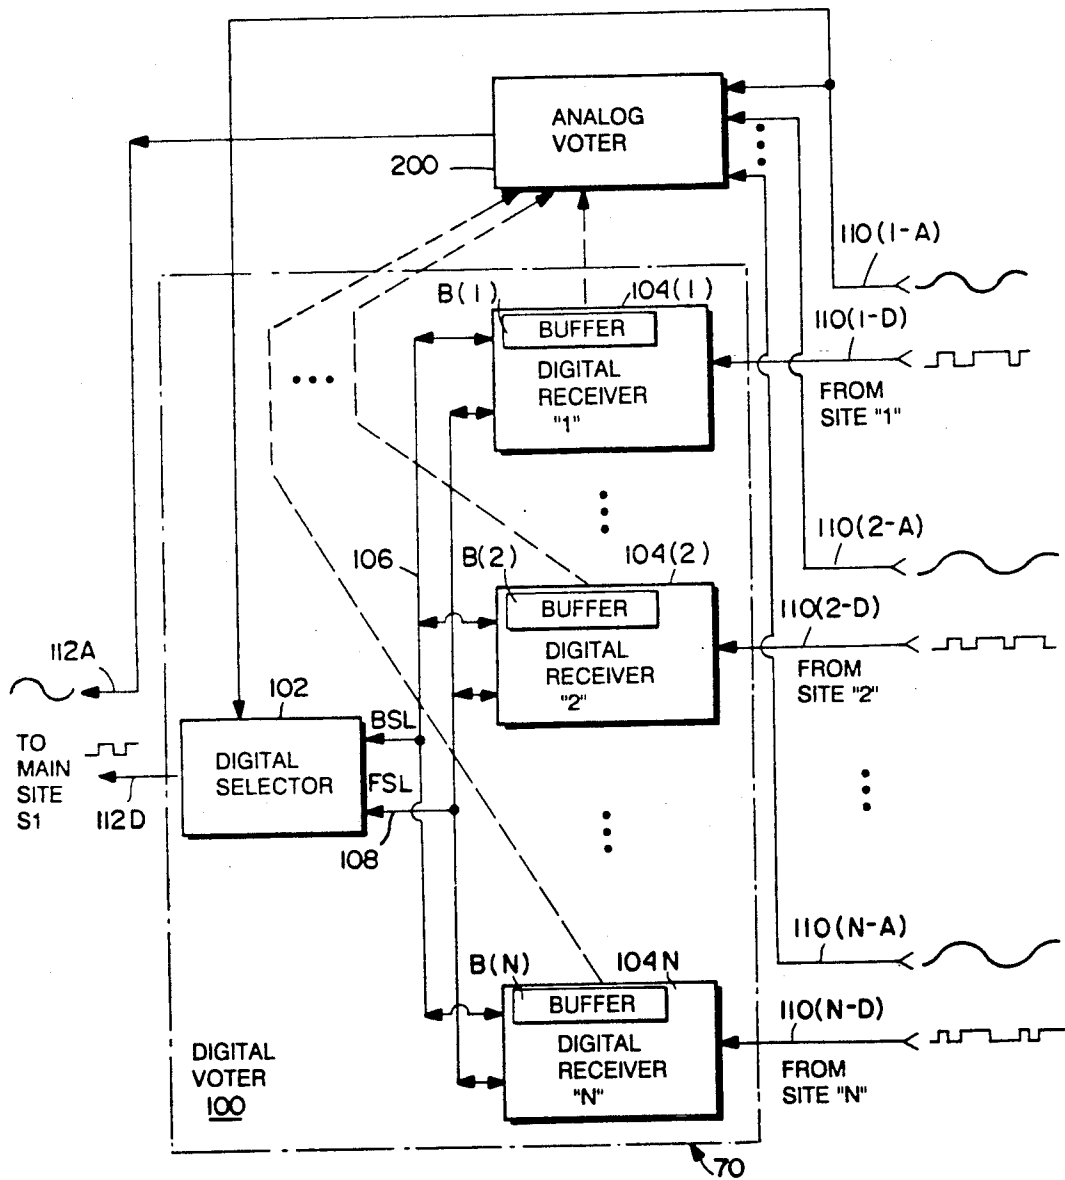 ANALOG
VOTER
200
110(1-A)
B(1)
104(1)
BUFFER
DIGITAL
RECEIVER
"1"
110(1-D)
FROM
SITE "1"
110(2-A)
106
B(2)
104(2)
BUFFER
DIGITAL
RECEIVER
"2"
110(2-D)
FROM
SITE "2"
112A
102
TO
MAIN
SITE
S1
112D
DIGITAL
SELECTOR
BSL
FSL
108
110(N-A)
B(N)
104N
BUFFER
DIGITAL
RECEIVER
"N"
110(N-D)
FROM
SITE "N"
DIGITAL
VOTER
100
70